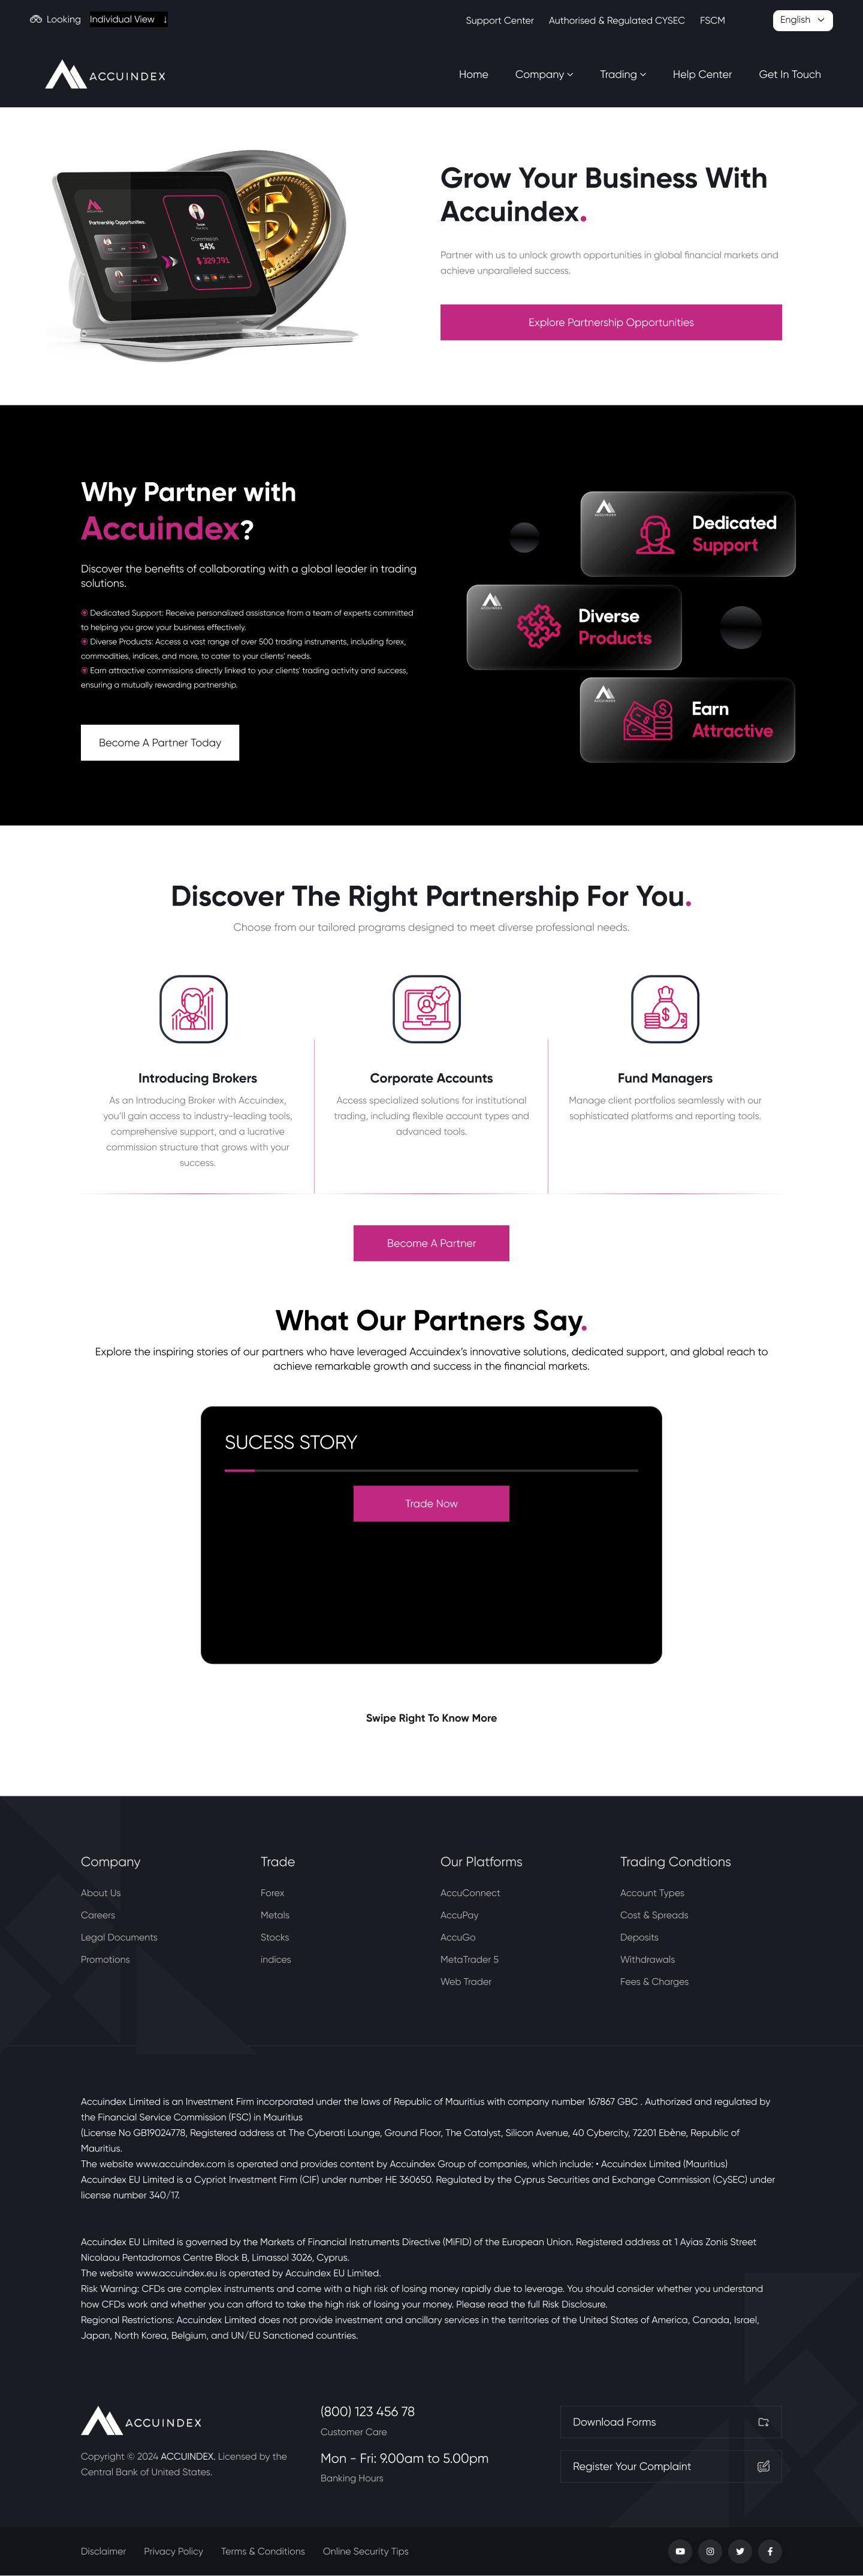 Looking Individual View ↓ Support Center Authorised & Regulated CYSEC FSCM English
ACCUINDEX Home Company Trading Help Center Get In Touch
Partnership Opportunities.
Commission
54%
$329.791
Grow Your Business With
Accuindex.
Partner with us to unlock growth opportunities in global financial markets and
achieve unparalleled success.
Explore Partnership Opportunities
Why Partner with
Accuindex?
Discover the benefits of collaborating with a global leader in trading
solutions.
Dedicated Support: Receive personalized assistance from a team of experts committed
to helping you grow your business effectively.
Diverse Products: Access a vast range of over 500 trading instruments, including forex,
commodities, indices, and more, to cater to your clients' needs.
Earn attractive commissions directly linked to your clients' trading activity and success,
ensuring a mutually rewarding partnership.
Become A Partner Today
ACCUINDEX
Dedicated
Support
ACCUINDEX
Diverse
Products
ACCUINDEX
Earn
Attractive
Discover The Right Partnership For You.
Choose from our tailored programs designed to meet diverse professional needs.
Introducing Brokers
As an Introducing Broker with Accuindex,
you'll gain access to industry-leading tools,
comprehensive support, and a lucrative
commission structure that grows with your
success.
Corporate Accounts
Access specialized solutions for institutional
trading, including flexible account types and
advanced tools.
Fund Managers
Manage client portfolios seamlessly with our
sophisticated platforms and reporting tools.
Become A Partner
What Our Partners Say.
Explore the inspiring stories of our partners who have leveraged Accuindex's innovative solutions, dedicated support, and global reach to
achieve remarkable growth and success in the financial markets.
SUCESS STORY
Trade Now
Swipe Right To Know More
Company
About Us
Careers
Legal Documents
Promotions
Trade
Forex
Metals
Stocks
indices
Our Platforms
AccuConnect
AccuPay
AccuGo
MetaTrader 5
Web Trader
Trading Condtions
Account Types
Cost & Spreads
Deposits
Withdrawals
Fees & Charges
Accuindex Limited is an Investment Firm incorporated under the laws of Republic of Mauritius with company number 167867 GBC . Authorized and regulated by
the Financial Service Commission (FSC) in Mauritius
(License No GB19024778, Registered address at The Cyberati Lounge, Ground Floor, The Catalyst, Silicon Avenue, 40 Cybercity, 72201 Ebène, Republic of
Mauritius.
The website www.accuindex.com is operated and provides content by Accuindex Group of companies, which include: • Accuindex Limited (Mauritius)
Accuindex EU Limited is a Cypriot Investment Firm (CIF) under number HE 360650. Regulated by the Cyprus Securities and Exchange Commission (CySEC) under
license number 340/17.
Accuindex EU Limited is governed by the Markets of Financial Instruments Directive (MiFID) of the European Union. Registered address at 1 Ayias Zonis Street
Nicolaou Pentadromos Centre Block B, Limassol 3026, Cyprus.
The website www.accuindex.eu is operated by Accuindex EU Limited.
Risk Warning: CFDs are complex instruments and come with a high risk of losing money rapidly due to leverage. You should consider whether you understand
how CFDs work and whether you can afford to take the high risk of losing your money. Please read the full Risk Disclosure.
Regional Restrictions: Accuindex Limited does not provide investment and ancillary services in the territories of the United States of America, Canada, Israel,
Japan, North Korea, Belgium, and UN/EU Sanctioned countries.
ACCUINDEX
Copyright © 2024 ACCUINDEX. Licensed by the
Central Bank of United States.
(800) 123 456 78
Customer Care
Mon - Fri: 9.00am to 5.00pm
Banking Hours
Download Forms
Register Your Complaint
Disclaimer Privacy Policy Terms & Conditions Online Security Tips